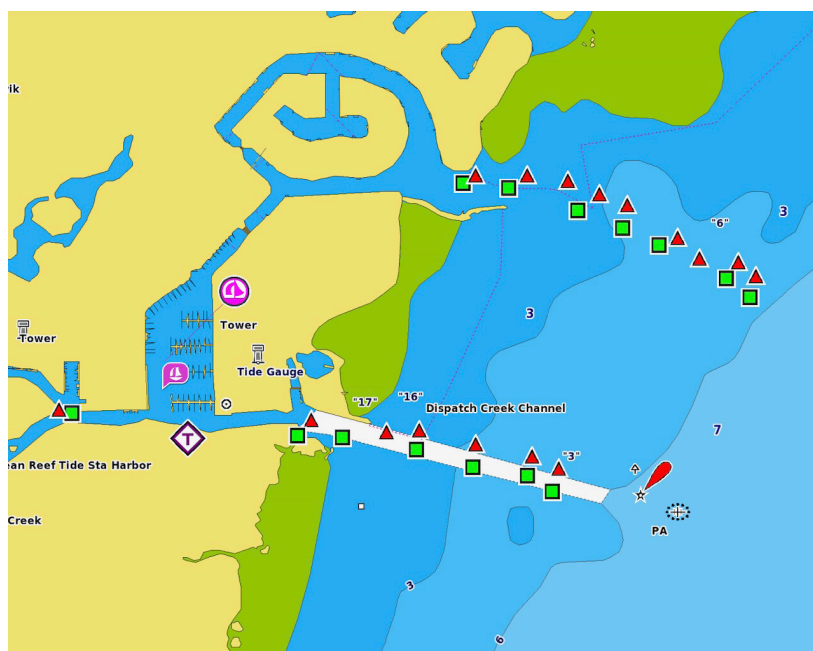 ik
"6"
3
3
Tower
Tower
Tide Gauge
"17"
"16"
Dispatch Creek Channel
7
"3"
T
ean Reef Tide Sta Harbor
Creek
PA
3
6